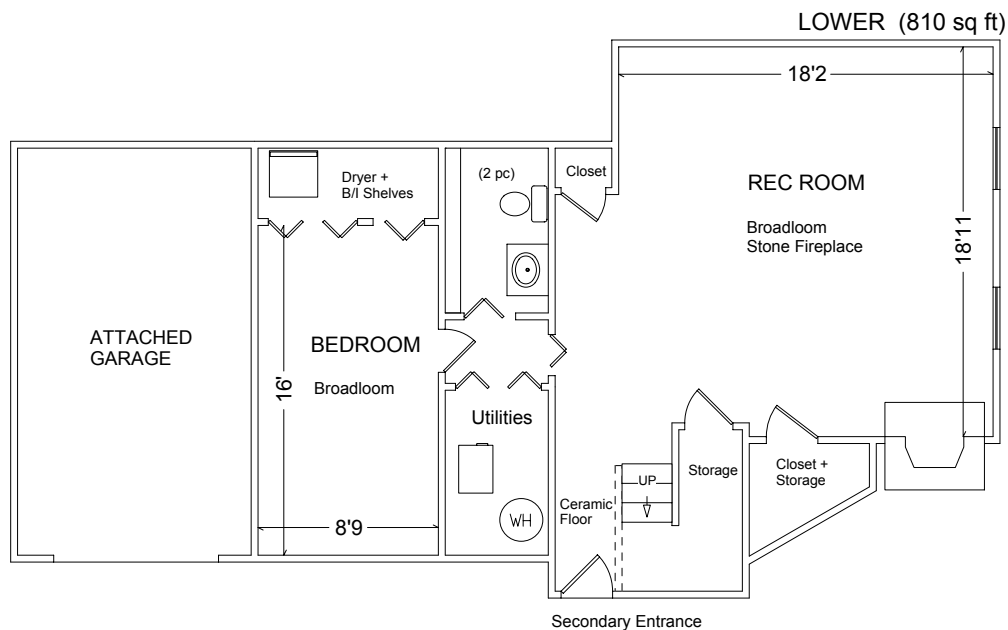 LOWER (810 sq ft)
18'2
Closet
(2 pc)
Dryer +
B/I Shelves
REC ROOM
Broadloom
Stone Fireplace
18'11
ATTACHED
GARAGE
BEDROOM
Broadloom
16'
8'9
Utilities
WH
Ceramic
Floor
UP
Storage
Closet +
Storage
Secondary Entrance